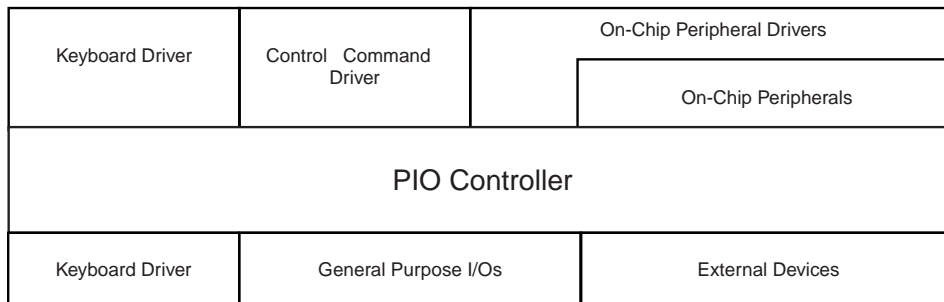 Keyboard Driver
Control Command
Driver
On-Chip Peripheral Drivers
On-Chip Peripherals
PIO Controller
Keyboard Driver
General Purpose I/Os
External Devices